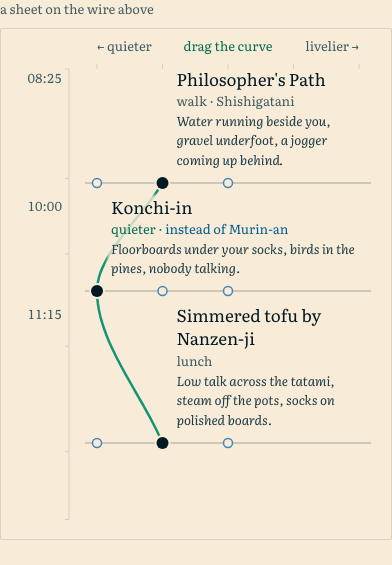 a sheet on the wire above
← quieter drag the curve livelier →
08:25 Philosopher's Path
walk · Shishigatani
Water running beside you,
gravel underfoot, a jogger
coming up behind.
10:00 Konchi-in
quieter · instead of Murin-an
Floorboards under your socks, birds in the
pines, nobody talking.
11:15 Simmered tofu by
Nanzen-ji
lunch
Low talk across the tatami,
steam off the pots, socks on
polished boards.